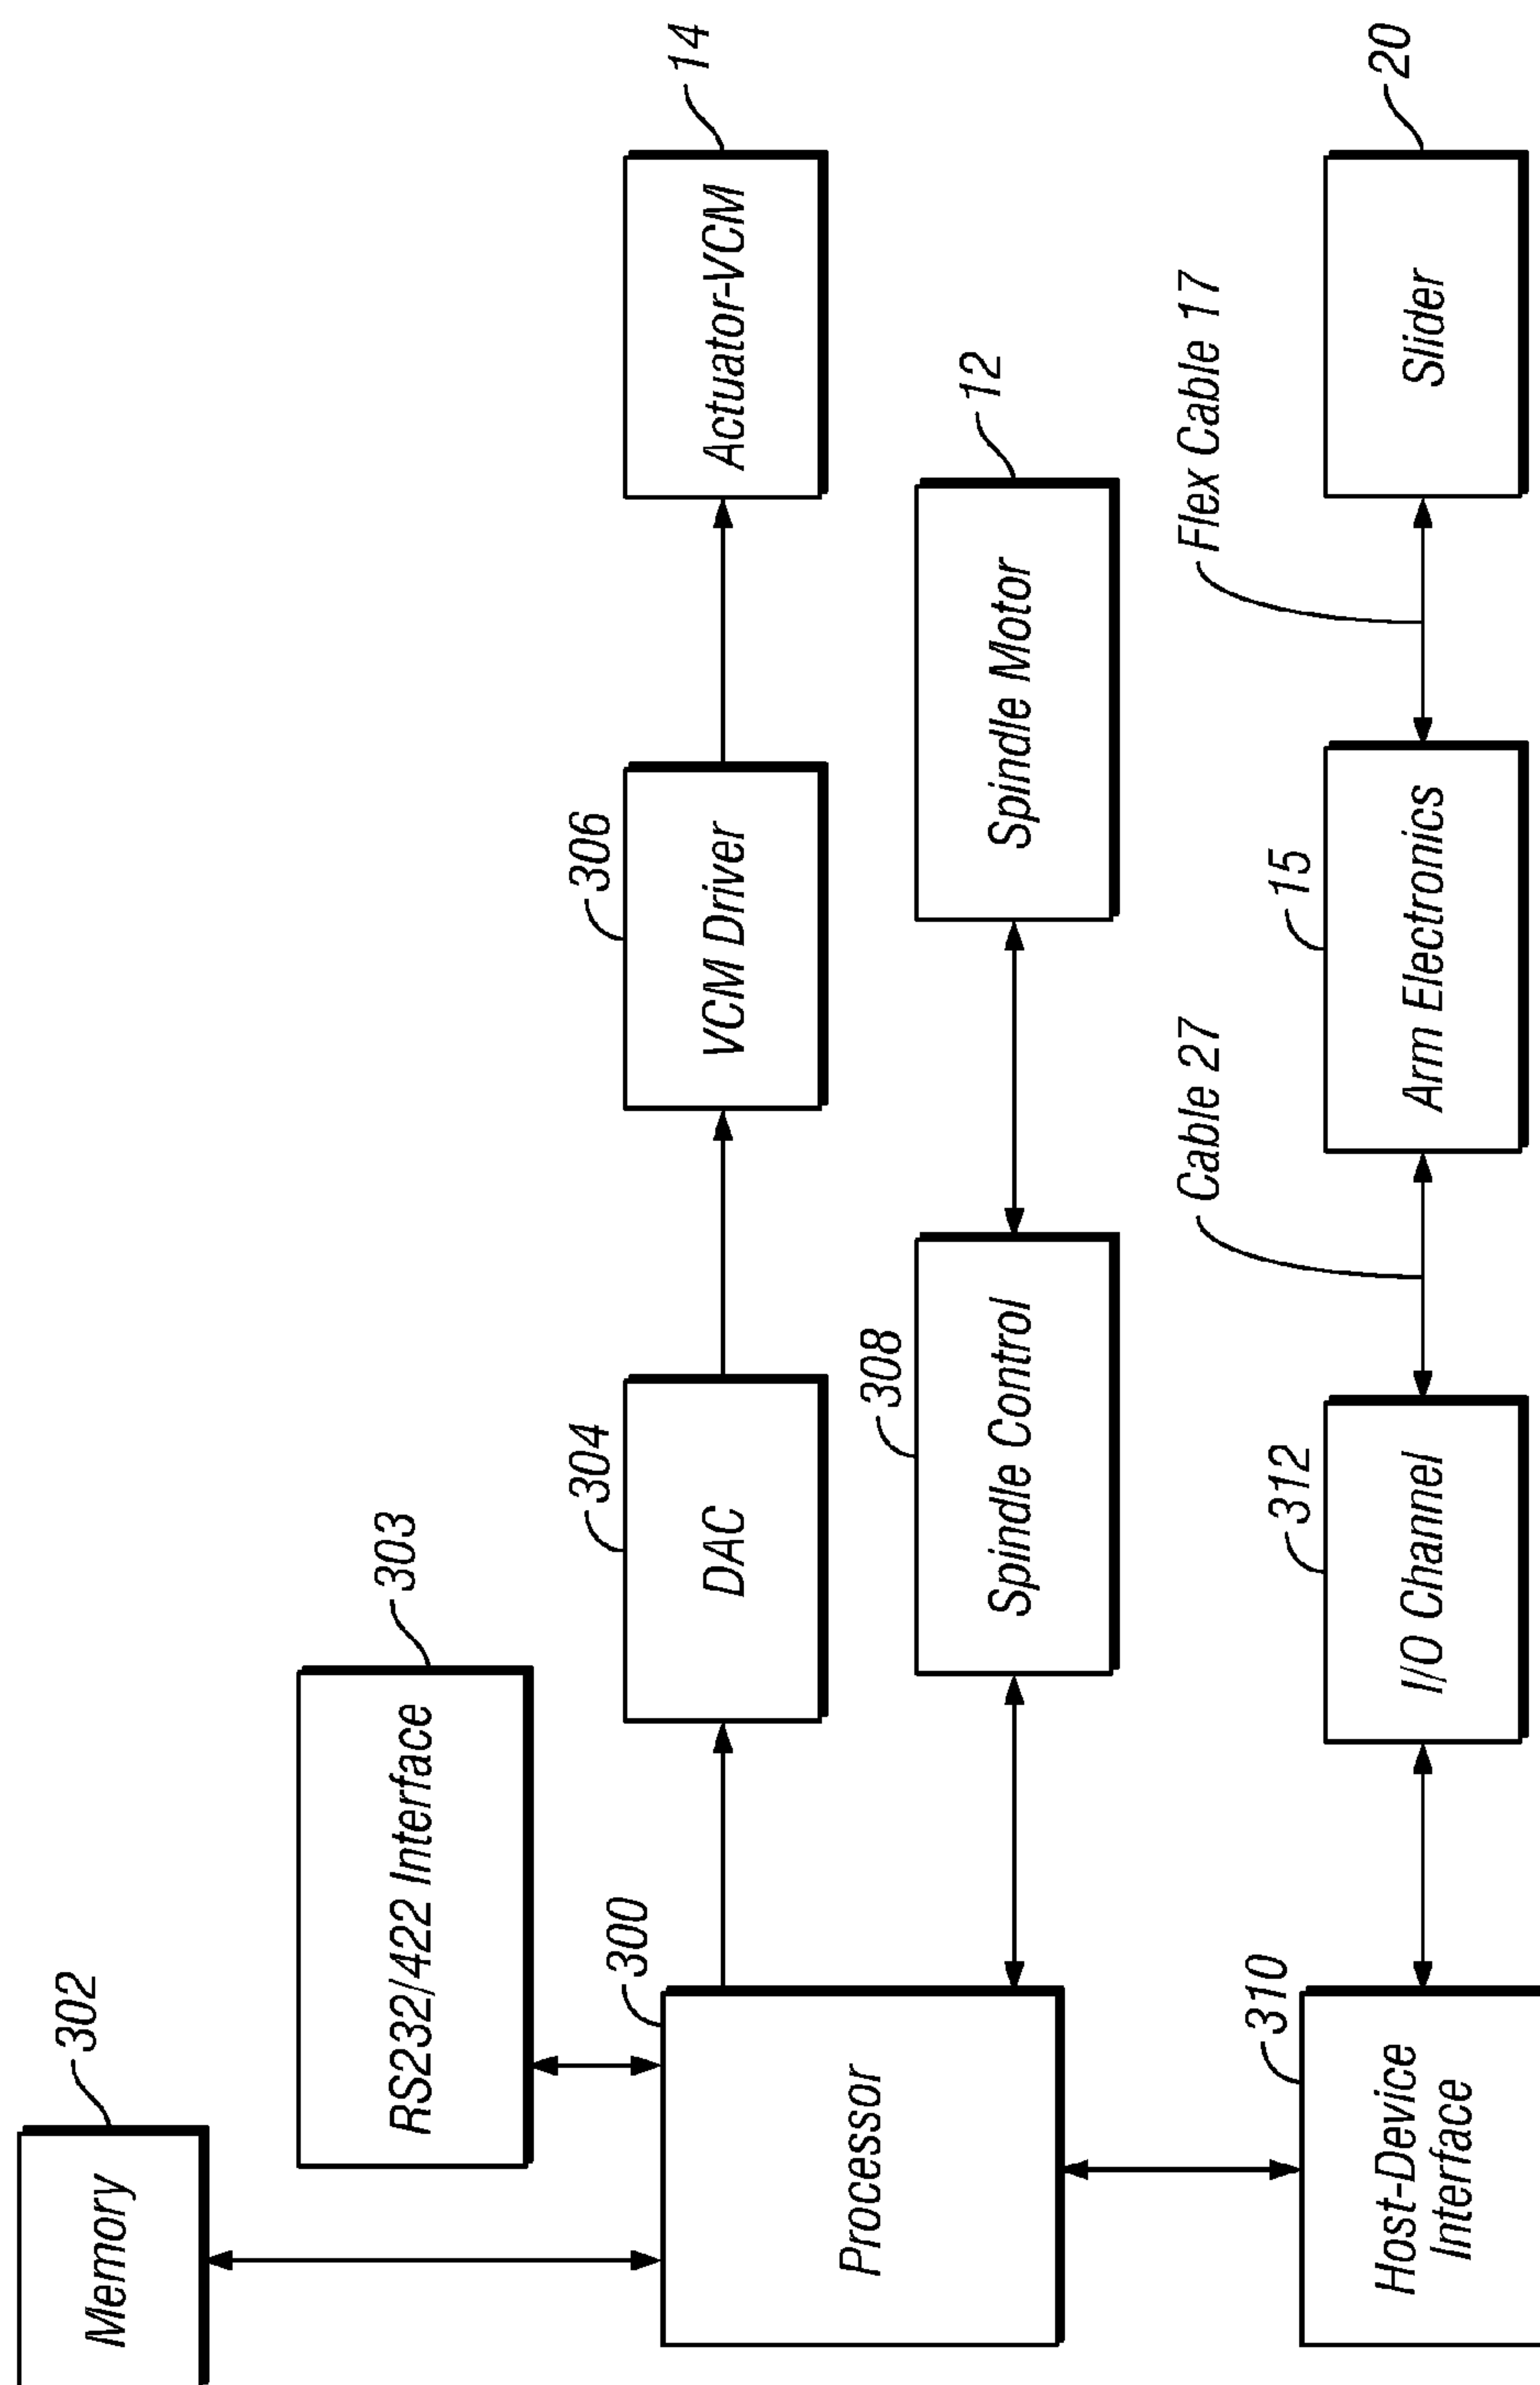 302
Memory
303
RS232/422 Interface
300
Processor
304
DAC
306
VCM Driver
14
Actuator-VCM
308
Spindle Control
12
Spindle Motor
310
Host-Device
Interface
312
I/O Channel
Cable 27
15
Arm Electronics
Flex Cable 17
20
Slider